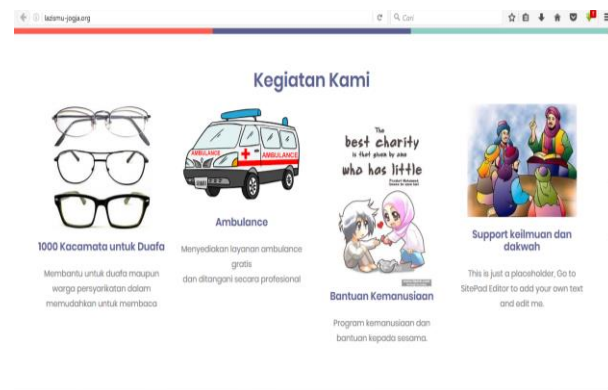 lazismu-jogja.org
Cari
Kegiatan Kami
1000 Kacamata untuk Duafa
Membantu untuk duafa maupun
warga persyarikatan dalam
memudahkan untuk membaca
AMBULANCE
AMBULANCE
Ambulance
Menyediakan layanan ambulance
gratis
dan ditangani secara profesional
The
best charity
is that given by one
who has little
Bantuan Kemanusiaan
Program kemanusiaan dan
bantuan kepada sesama.
Support keilmuan dan
dakwah
This is just a placeholder, Go to
SitePad Editor to add your own text
and edit me.